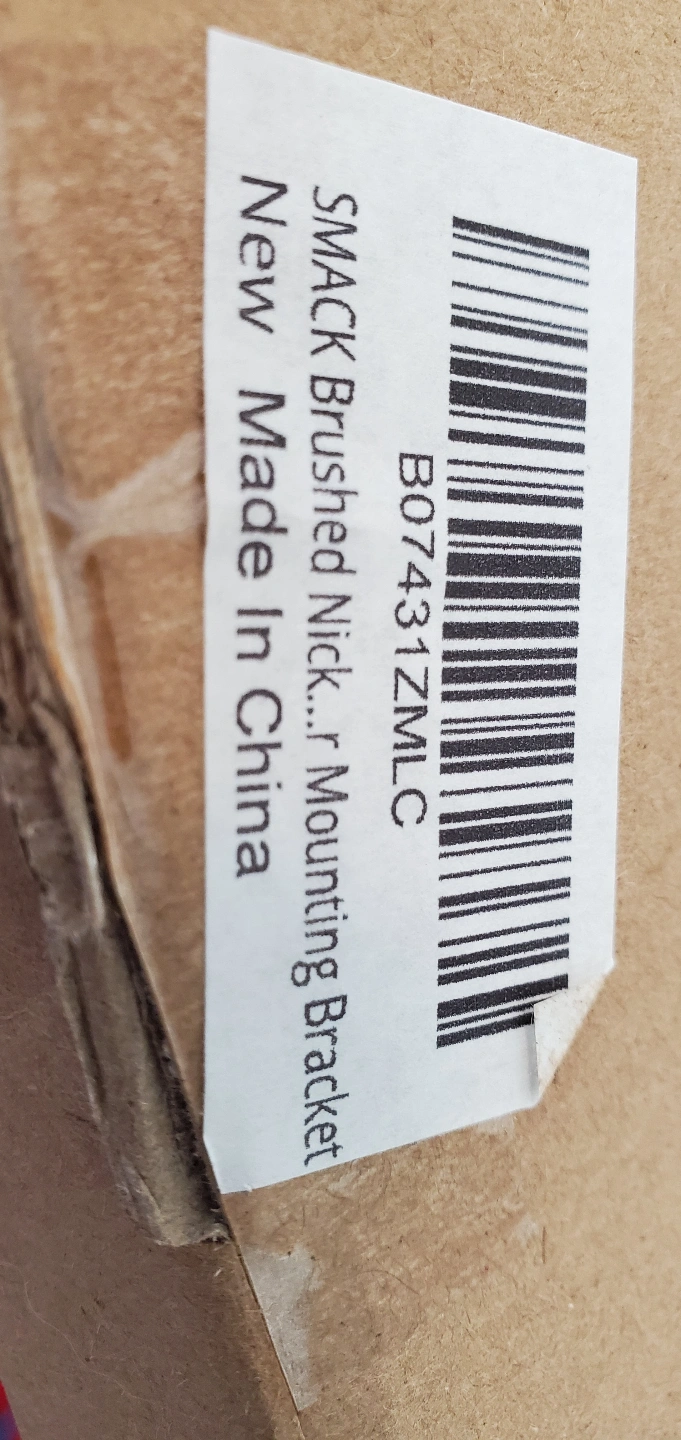 B07431ZMLC
SMACK Brushed Nick...r Mounting Bracket
New Made In China